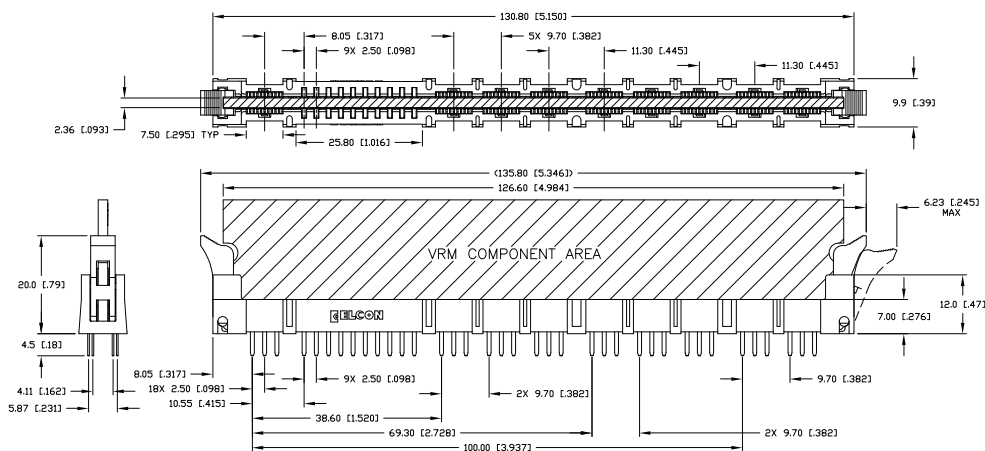 130.80 [5.150]
8.05 [.317]
5X 9.70 [.382]
9X 2.50 [.098]
11.30 [.445]
11.30 [.445]
9.9 [.39]
2.36 [.093]
7.50 [.295] TYP
25.80 [1.016]
(135.80 [5.346])
126.60 [4.984]
6.23 [.245]
MAX
VRM COMPONENT AREA
20.0 [.79]
12.0 [.47]
7.00 [.276]
ELCON
4.5 [.18]
8.05 [.317]
9X 2.50 [.098]
9.70 [.382]
4.11 [.162]
18X 2.50 [.098]
2X 9.70 [.382]
5.87 [.231]
10.55 [.415]
38.60 [1.520]
69.30 [2.728]
2X 9.70 [.382]
100.00 [3.937]